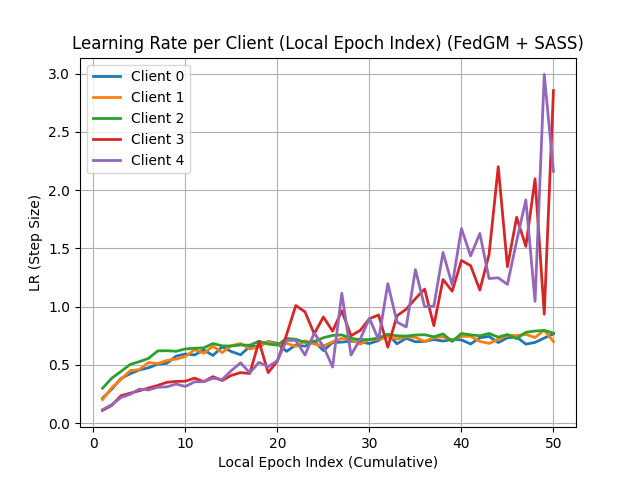 Learning Rate per Client (Local Epoch Index) (FedGM + SASS)
3.0
2.5
2.0
1.5
1.0
0.5
0.0
LR (Step Size)
Client 0
Client 1
Client 2
Client 3
Client 4
0 10 20 30 40 50
Local Epoch Index (Cumulative)